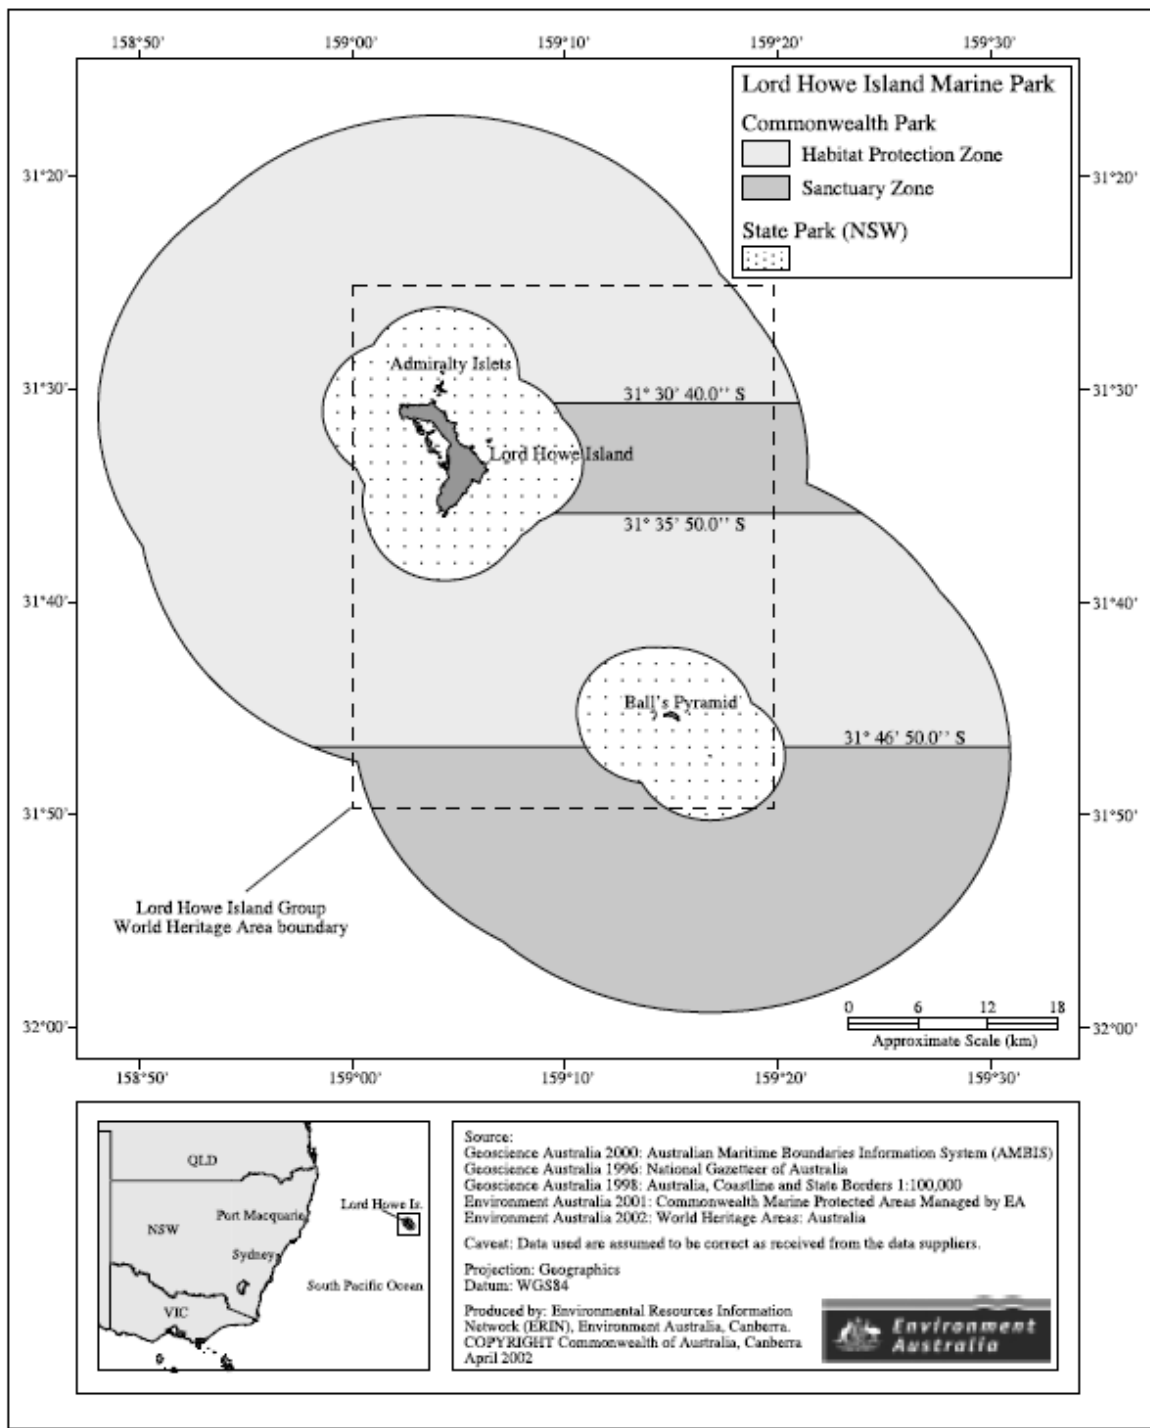 158°50' 159°00' 159°10' 159°20' 159°30'
Lord Howe Island Marine Park
Commonwealth Park
Habitat Protection Zone
Sanctuary Zone
State Park (NSW)
31°20' 31°20'
Admiralty Islets
31°30' 31° 30' 40.0'' S 31°30'
Lord Howe Island
31° 35' 50.0'' S
31°40' 31°40'
Ball's Pyramid
31° 46' 50.0'' S
31°50' 31°50'
Lord Howe Island Group
World Heritage Area boundary
0 6 12 18
32°00' 32°00'
Approximate Scale (km)
158°50' 159°00' 159°10' 159°20' 159°30'
QLD
Lord Howe Is.
NSW
Port Macquarie
Sydney
South Pacific Ocean
VIC
Source:
Geoscience Australia 2000: Australian Maritime Boundaries Information System (AMBIS)
Geoscience Australia 1996: National Gazetteer of Australia
Geoscience Australia 1998: Australia, Coastline and State Borders 1:100,000
Environment Australia 2001: Commonwealth Marine Protected Areas Managed by EA
Environment Australia 2002: World Heritage Areas: Australia
Caveat: Data used are assumed to be correct as received from the data suppliers.
Projection: Geographics
Datum: WGS84
Produced by: Environmental Resources Information
Network (ERIN), Environment Australia, Canberra.
COPYRIGHT Commonwealth of Australia, Canberra
April 2002
Environment
Australia